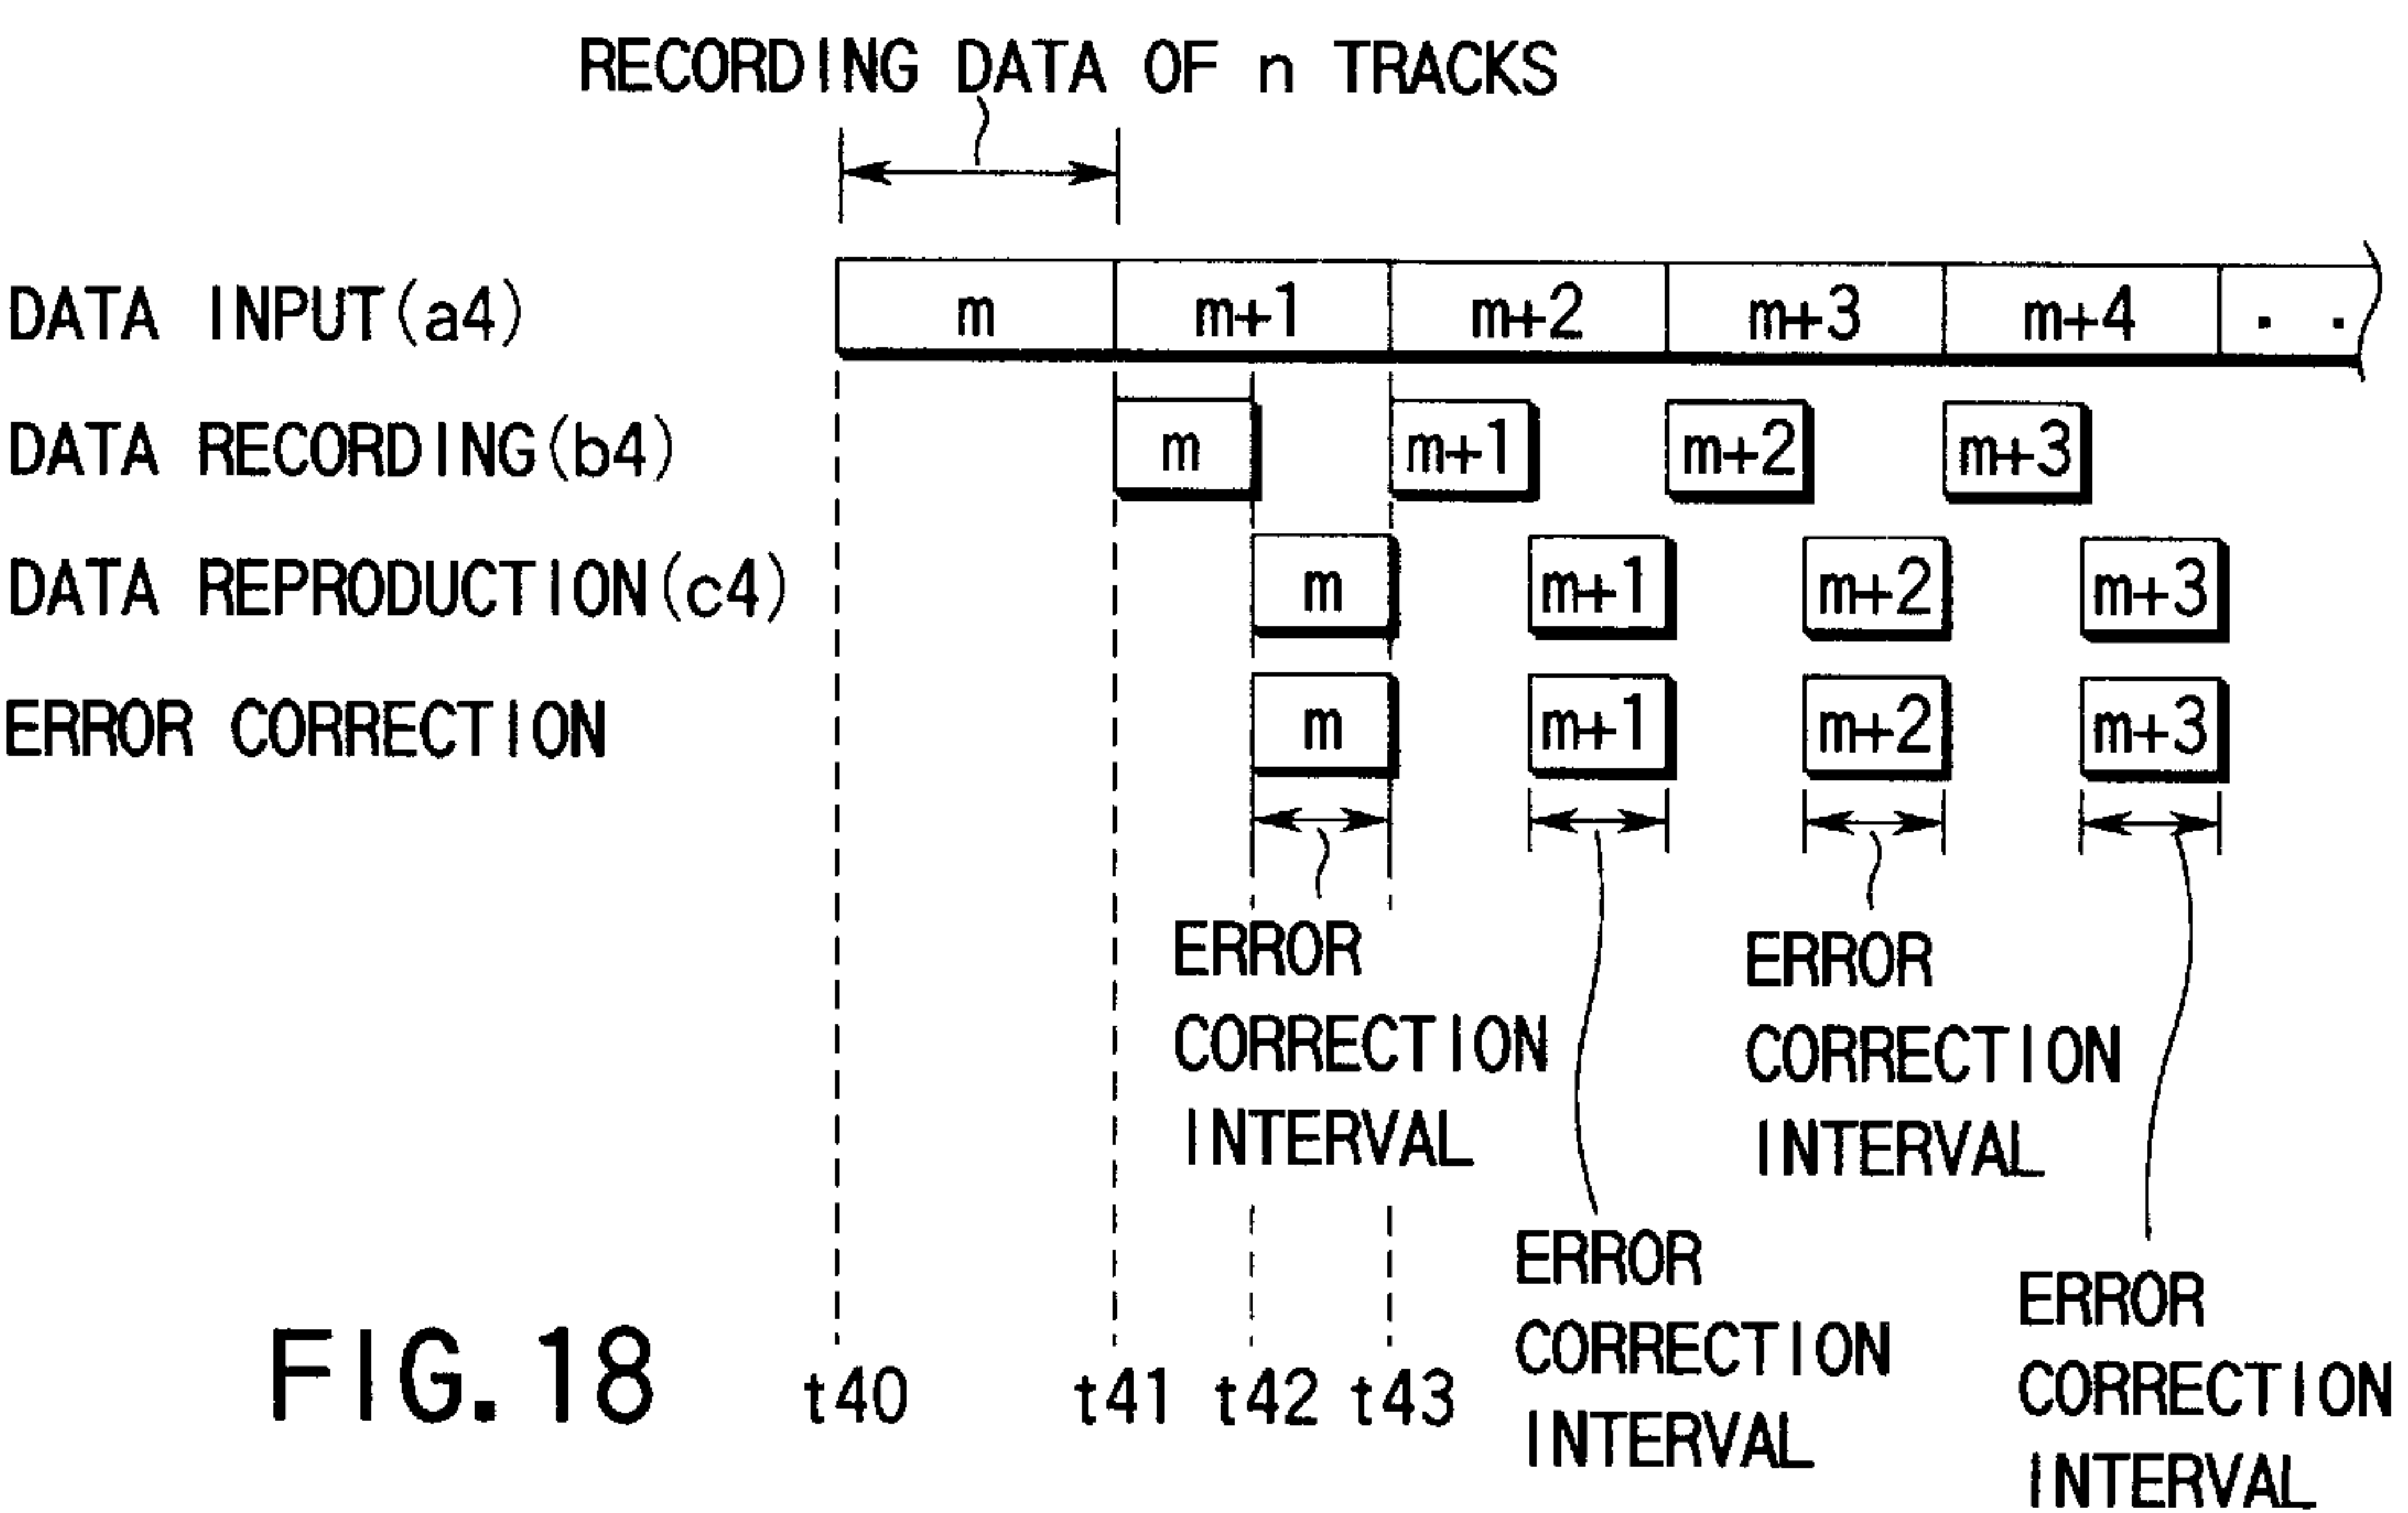 RECORDING DATA OF n TRACKS
DATA INPUT(a4) m m+1 m+2 m+3 m+4 . .
DATA RECORDING(b4) m m+1 m+2 m+3
DATA REPRODUCTION(c4) m m+1 m+2 m+3
ERROR CORRECTION m m+1 m+2 m+3
ERROR
CORRECTION
INTERVAL
ERROR
CORRECTION
INTERVAL
ERROR
CORRECTION
INTERVAL
ERROR
CORRECTION
INTERVAL
t40 t41 t42 t43
FIG.18